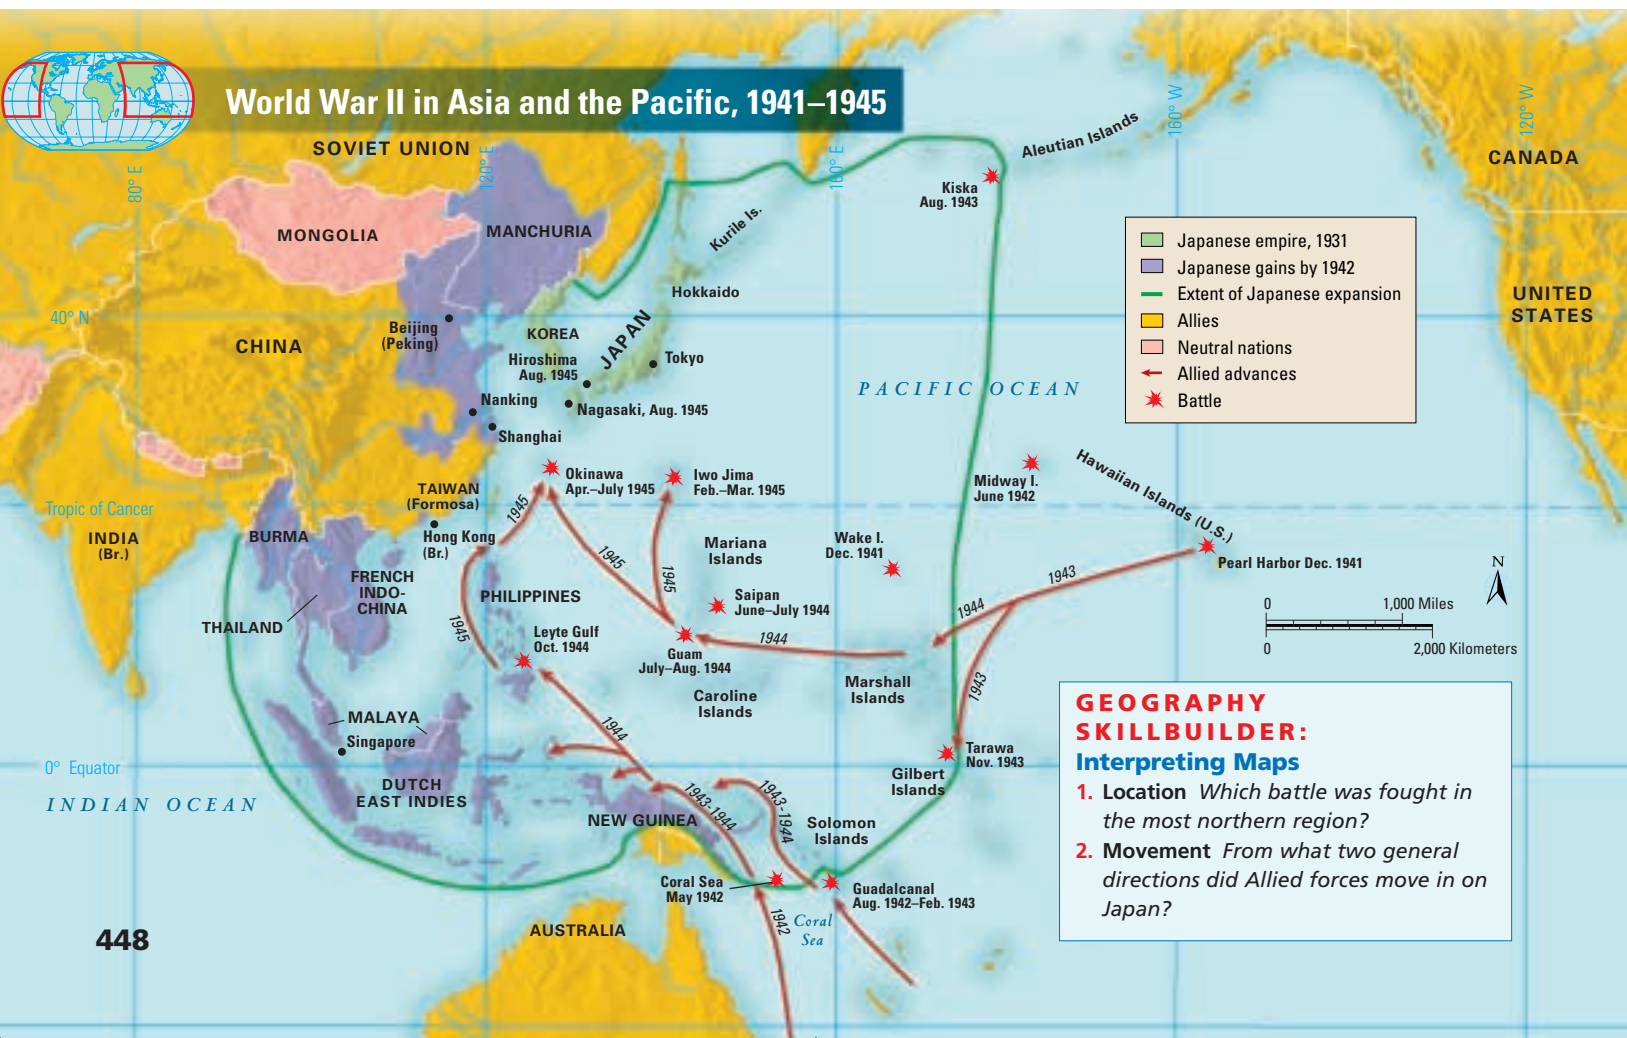 World War II in Asia and the Pacific, 1941–1945
80° E
120° E
160° E
160° W
120° W
SOVIET UNION
MONGOLIA
MANCHURIA
Aleutian Islands
CANADA
Kiska
Aug. 1943
Kurile Is.
Hokkaido
Japanese empire, 1931
Japanese gains by 1942
Extent of Japanese expansion
Allies
Neutral nations
Allied advances
Battle
UNITED
STATES
40° N
CHINA
Beijing
(Peking)
KOREA
JAPAN
Hiroshima
Aug. 1945
Tokyo
Nagasaki, Aug. 1945
Nanking
Shanghai
PACIFIC OCEAN
Okinawa
Apr.–July 1945
Iwo Jima
Feb.–Mar. 1945
Midway I.
June 1942
Hawaiian Islands (U.S.)
Pearl Harbor Dec. 1941
Tropic of Cancer
INDIA
(Br.)
BURMA
TAIWAN
(Formosa)
Hong Kong
(Br.)
1945
1945
1945
1945
Mariana
Islands
Wake I.
Dec. 1941
Saipan
June–July 1944
FRENCH
INDO-
CHINA
THAILAND
PHILIPPINES
Leyte Gulf
Oct. 1944
Guam
July–Aug. 1944
1944
1944
1943
1943
N
0
1,000 Miles
0
2,000 Kilometers
Caroline
Islands
Marshall
Islands
MALAYA
Singapore
1944
Tarawa
Nov. 1943
Gilbert
Islands
0° Equator
INDIAN OCEAN
DUTCH
EAST INDIES
NEW GUINEA
1943-1944
1943-1944
Solomon
Islands
Coral Sea
May 1942
Guadalcanal
Aug. 1942–Feb. 1943
1942
Coral
Sea
AUSTRALIA
448
GEOGRAPHY
SKILLBUILDER:
Interpreting Maps
1. Location Which battle was fought in
the most northern region?
2. Movement From what two general
directions did Allied forces move in on
Japan?